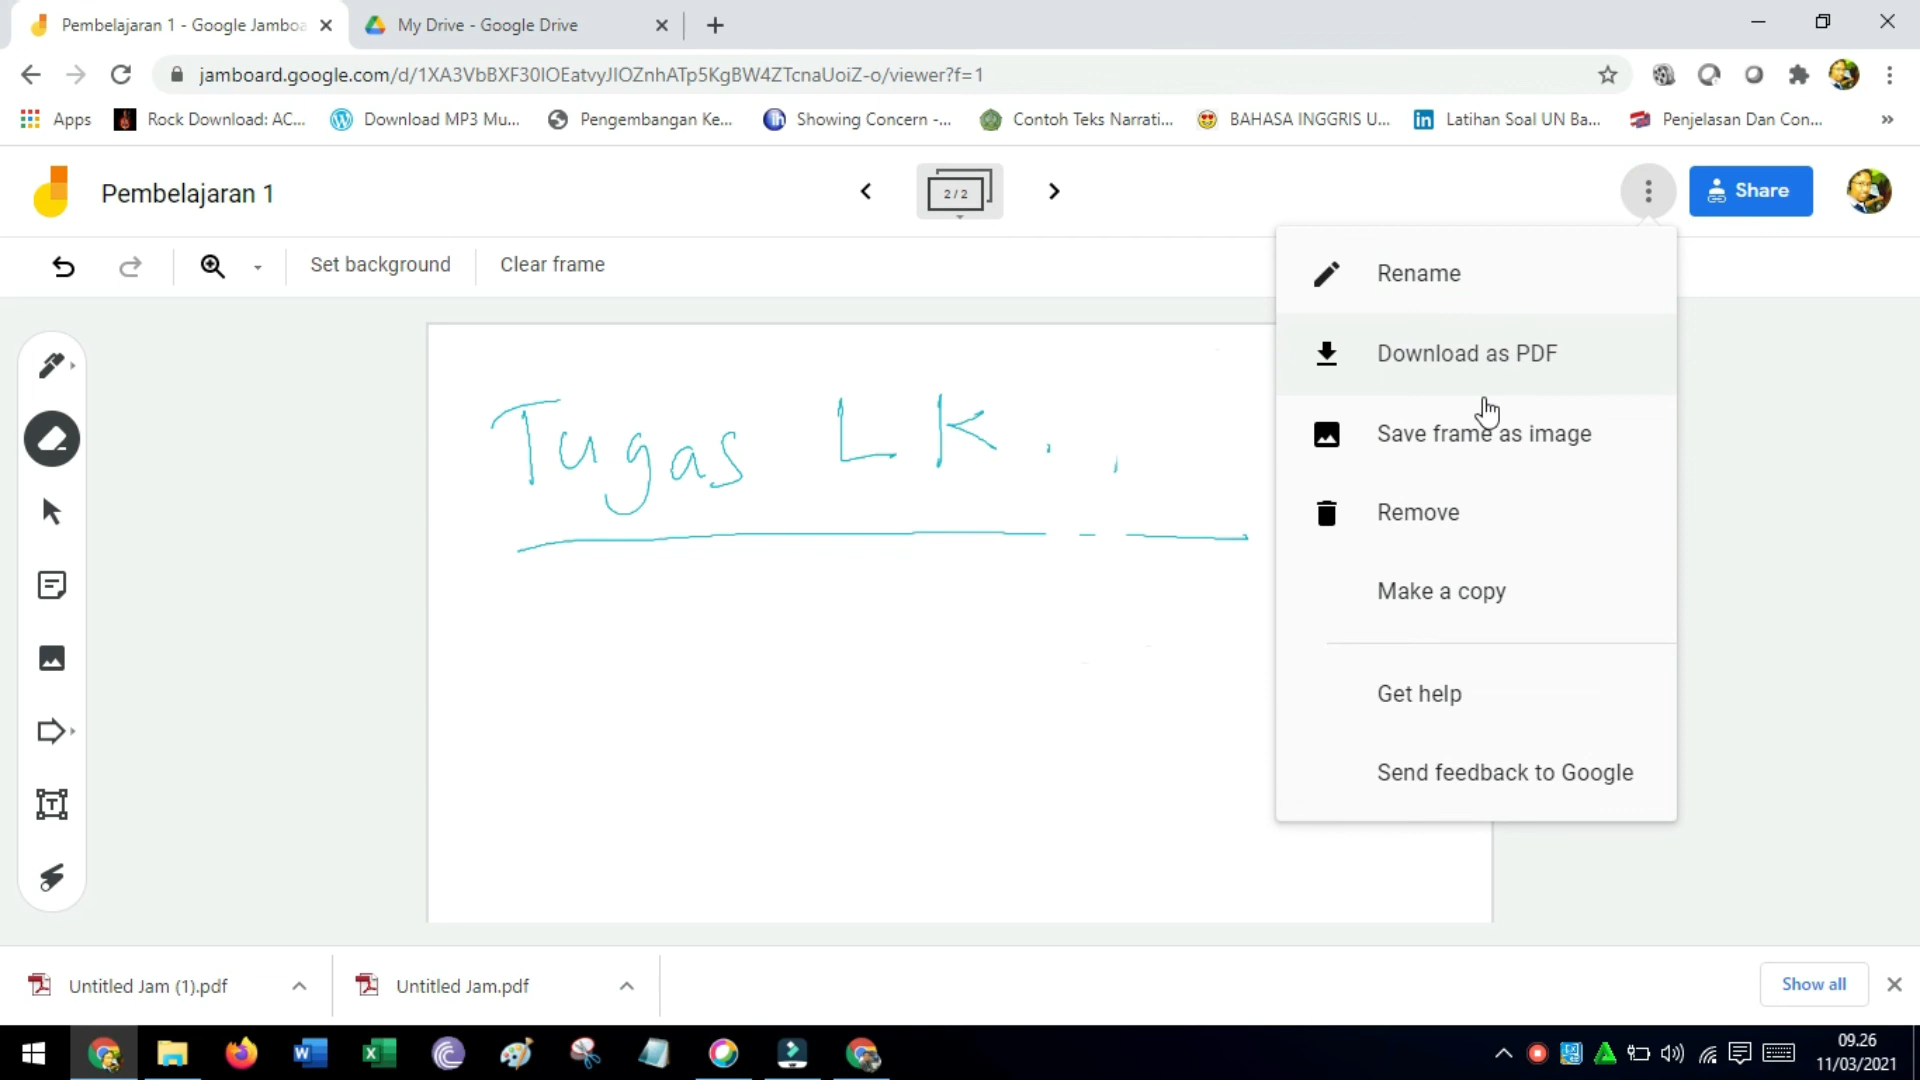 Pembelajaran 1 - Google Jamboa
My Drive - Google Drive
jamboard.google.com/d/1XA3VbBXF30IOEatvyJIOZnhATp5KgBW4ZTcnaUoiZ-o/viewer?f=1
Apps
Rock Download: AC...
Download MP3 Mu...
Pengembangan Ke...
Showing Concern -...
Contoh Teks Narrati...
BAHASA INGGRIS U...
Latihan Soal UN Ba...
Penjelasan Dan Con...
»
Pembelajaran 1
2/2
Share
Set background
Clear frame
Rename
Download as PDF
Save frame as image
Remove
Make a copy
Get help
Send feedback to Google
Tugas LK.
Untitled Jam (1).pdf
Untitled Jam.pdf
Show all
09.26
11/03/2021